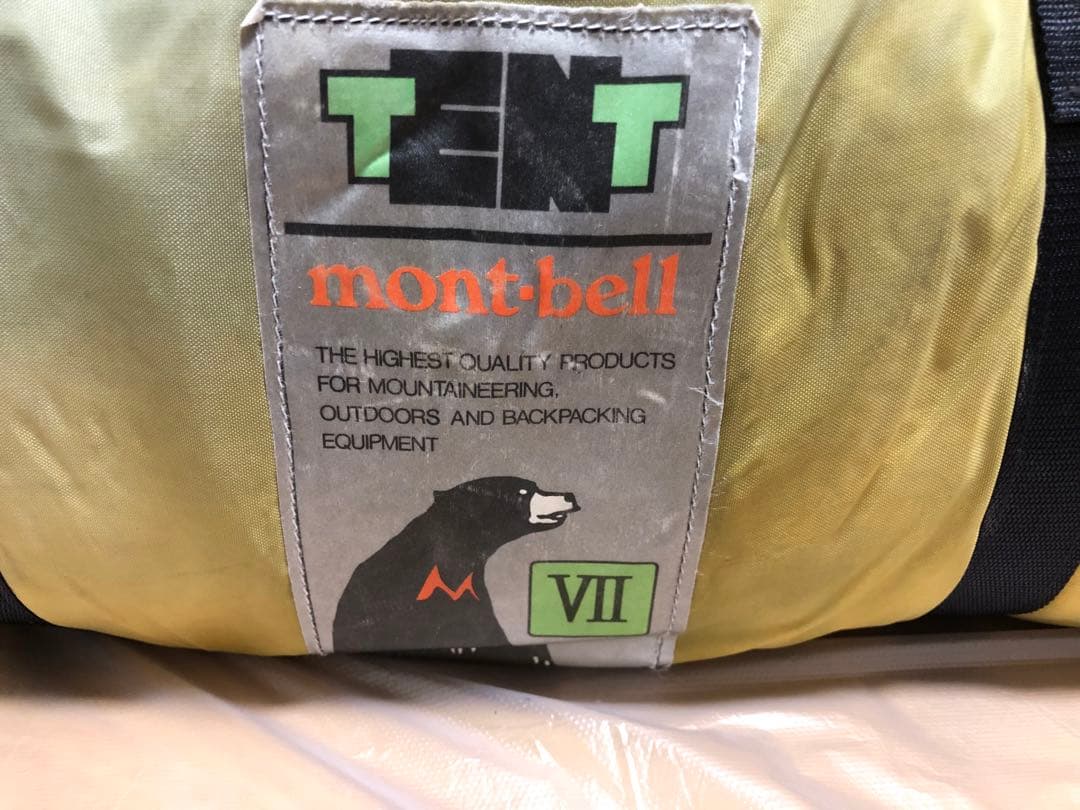 TENT
mont·bell
THE HIGHEST QUALITY PRODUCTS
FOR MOUNTAINEERING,
OUTDOORS AND BACKPACKING
EQUIPMENT
M
VII